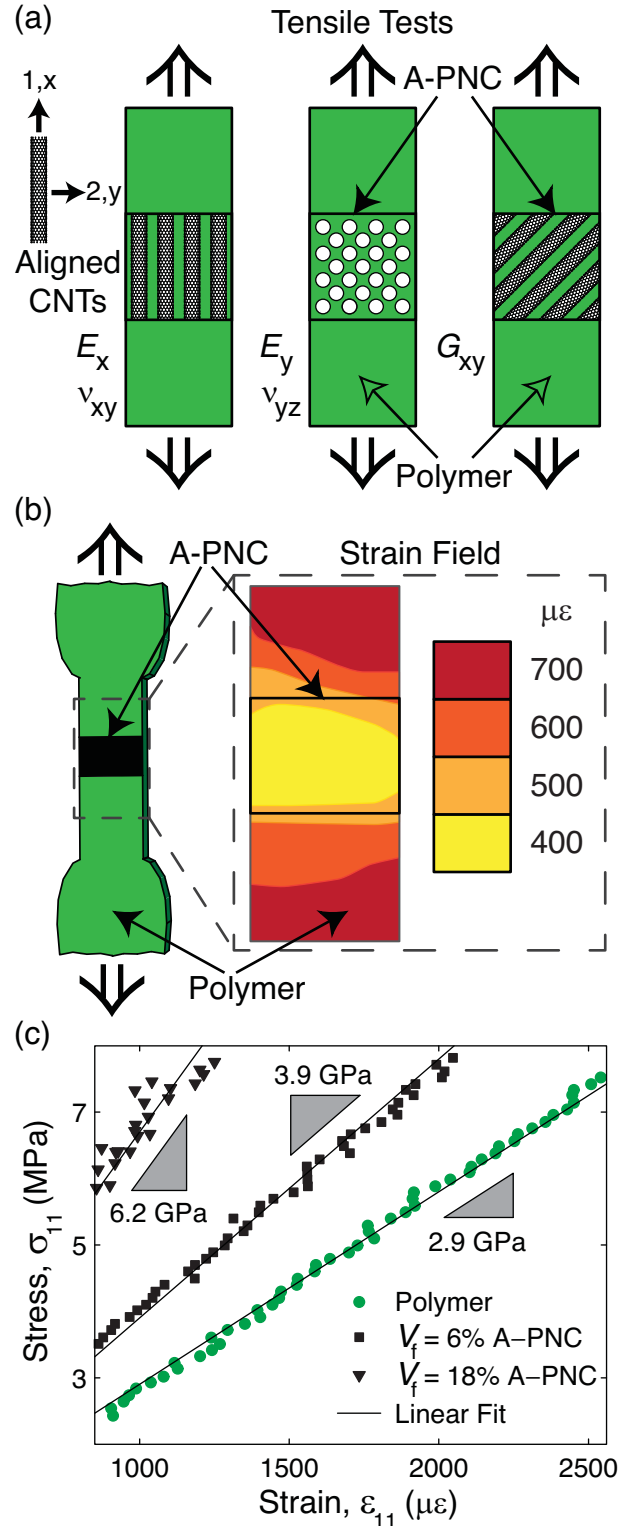 (a)
Tensile Tests
1,x
A-PNC
2,y
Aligned
CNTs
E_x
ν_xy
E_y
ν_yz
G_xy
Polymer
(b)
A-PNC
Strain Field
με
700
600
500
400
Polymer
(c)
3.9 GPa
6.2 GPa
2.9 GPa
Polymer
V_f = 6% A−PNC
V_f = 18% A−PNC
Linear Fit
7
5
3
Stress, σ_11 (MPa)
1000 1500 2000 2500
Strain, ε_11 (με)